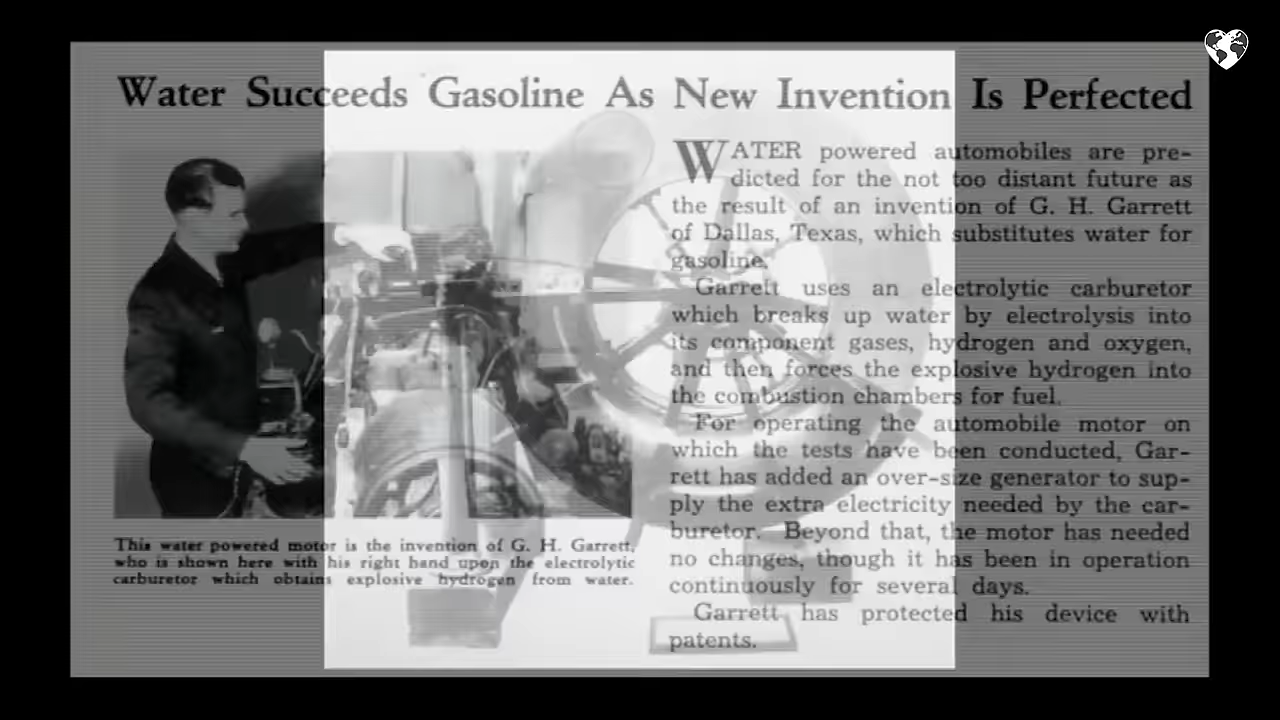 Water Succeeds Gasoline As New Invention Is Perfected
WATER powered automobiles are pre-
dicted for the not too distant future as
the result of an invention of G. H. Garrett
of Dallas, Texas, which substitutes water for
gasoline.
Garrett uses an electrolytic carburetor
which breaks up water by electrolysis into
its component gases, hydrogen and oxygen,
and then forces the explosive hydrogen into
the combustion chambers for fuel.
For operating the automobile motor on
which the tests have been conducted, Gar-
rett has added an over-size generator to sup-
ply the extra electricity needed by the car-
buretor. Beyond that, the motor has needed
no changes, though it has been in operation
continuously for several days.
Garrett has protected his device with
patents.
This water powered motor is the invention of G. H. Garrett,
who is shown here with his right hand upon the electrolytic
carburetor which obtains explosive hydrogen from water.